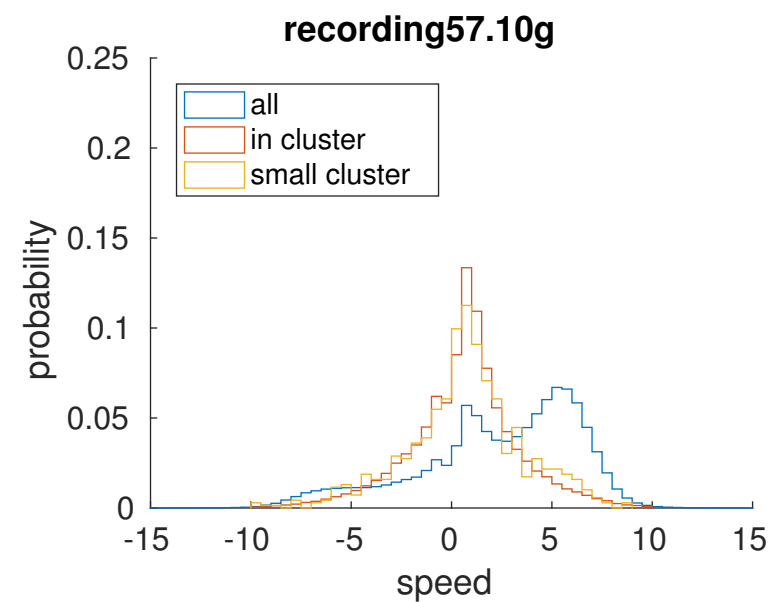 recording57.10g
0.25
0.2
0.15
0.1
0.05
0
probability
all
in cluster
small cluster
-15 -10 -5 0 5 10 15
speed